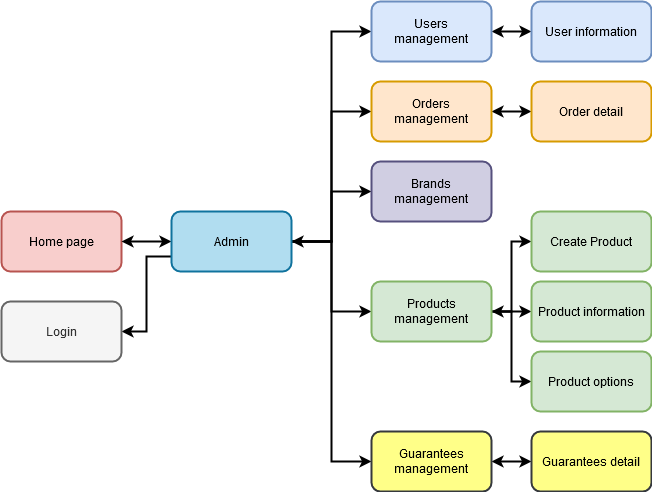 Users
management
User information
Orders
management
Order detail
Brands
management
Home page
Admin
Create Product
Login
Products
management
Product information
Product options
Guarantees
management
Guarantees detail